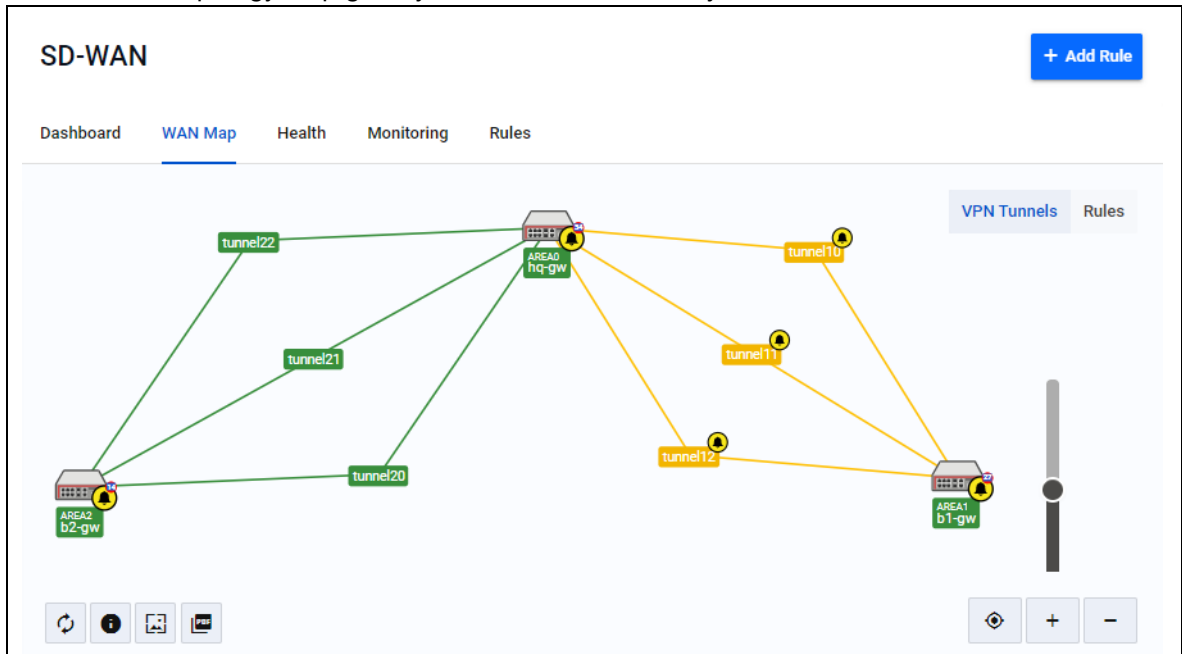 SD-WAN
+ Add Rule
Dashboard WAN Map Health Monitoring Rules
VPN Tunnels Rules
tunnel22
AREA0
hq-gw
tunnel10
tunnel21
tunnel11
tunnel12
tunnel20
AREA2
b2-gw
AREA1
b1-gw
PDF